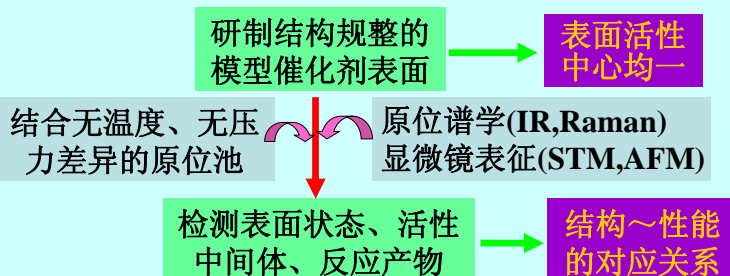 研制结构规整的
模型催化剂表面
表面活性
中心均一
结合无温度、无压
力差异的原位池
原位谱学(IR,Raman)
显微镜表征(STM,AFM)
检测表面状态、活性
中间体、反应产物
结构～性能
的对应关系